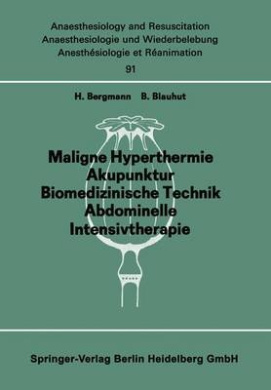 Anaesthesiology and Resuscitation
Anaesthesiologie und Wiederbelebung
Anesthésiologie et Réanimation
91
H. Bergmann B. Blauhut
Maligne Hyperthermie
Akupunktur
Biomedizinische Technik
Abdominelle
Intensivtherapie
Springer-Verlag Berlin Heidelberg GmbH